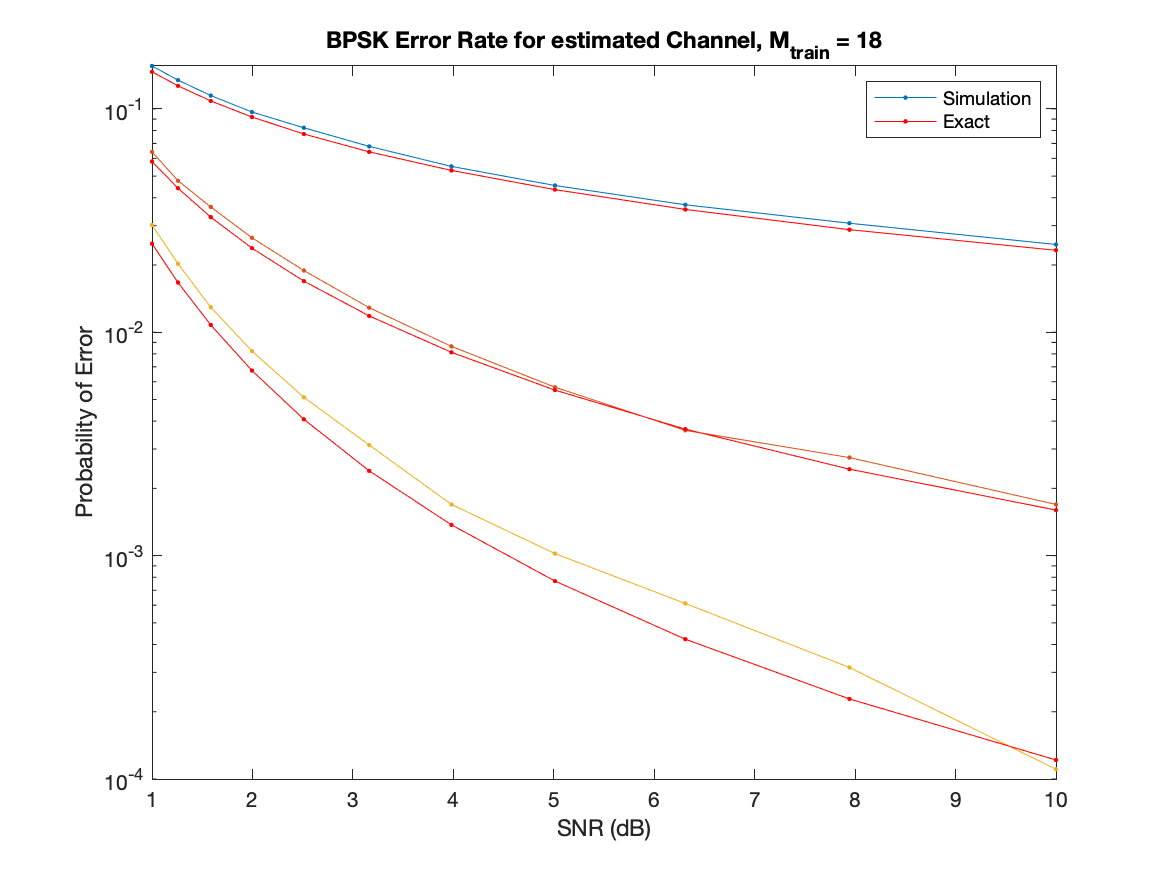 BPSK Error Rate for estimated Channel, M_train = 18
Simulation
Exact
10^-1
10^-2
10^-3
10^-4
Probability of Error
1 2 3 4 5 6 7 8 9 10
SNR (dB)